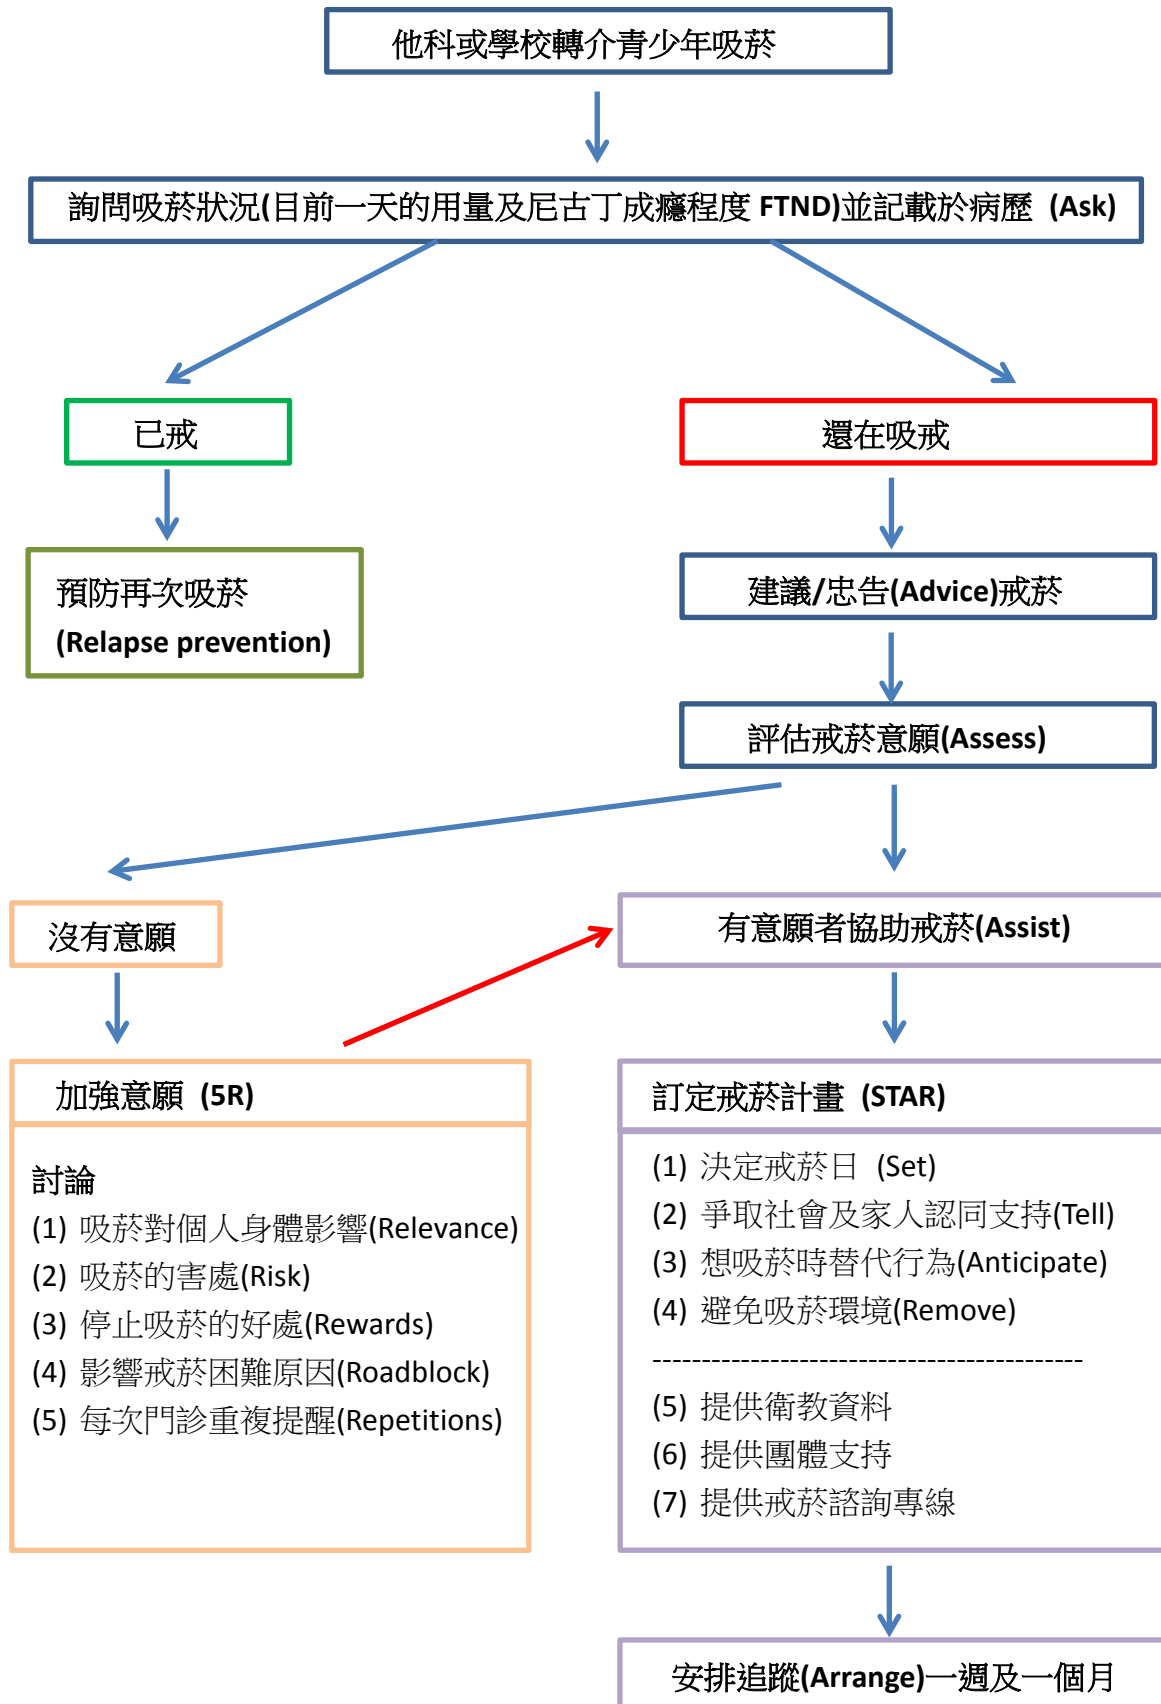 他科或學校轉介青少年吸菸
詢問吸菸狀況(目前一天的用量及尼古丁成癮程度 FTND)並記載於病歷 (Ask)
已戒
還在吸戒
預防再次吸菸
(Relapse prevention)
建議/忠告(Advice)戒菸
評估戒菸意願(Assess)
沒有意願
有意願者協助戒菸(Assist)
加強意願 (5R)
討論
(1) 吸菸對個人身體影響(Relevance)
(2) 吸菸的害處(Risk)
(3) 停止吸菸的好處(Rewards)
(4) 影響戒菸困難原因(Roadblock)
(5) 每次門診重複提醒(Repetitions)
訂定戒菸計畫 (STAR)
(1) 決定戒菸日 (Set)
(2) 爭取社會及家人認同支持(Tell)
(3) 想吸菸時替代行為(Anticipate)
(4) 避免吸菸環境(Remove)
--------------------------------------------
(5) 提供衛教資料
(6) 提供團體支持
(7) 提供戒菸諮詢專線
安排追蹤(Arrange)一週及一個月